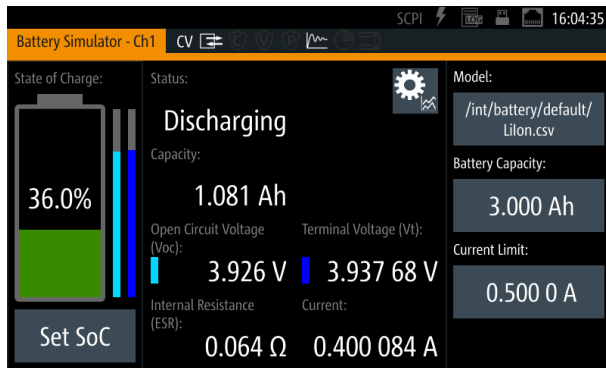 SCPI LOG 16:04:35
Battery Simulator - Ch1 CV C V P
State of Charge:
36.0%
Set SoC
Status:
Discharging
Capacity:
1.081 Ah
Open Circuit Voltage
(Voc):
3.926 V
Terminal Voltage (Vt):
3.937 68 V
Internal Resistance
(ESR):
0.064 Ω
Current:
0.400 084 A
Model:
/int/battery/default/
LiIon.csv
Battery Capacity:
3.000 Ah
Current Limit:
0.500 0 A